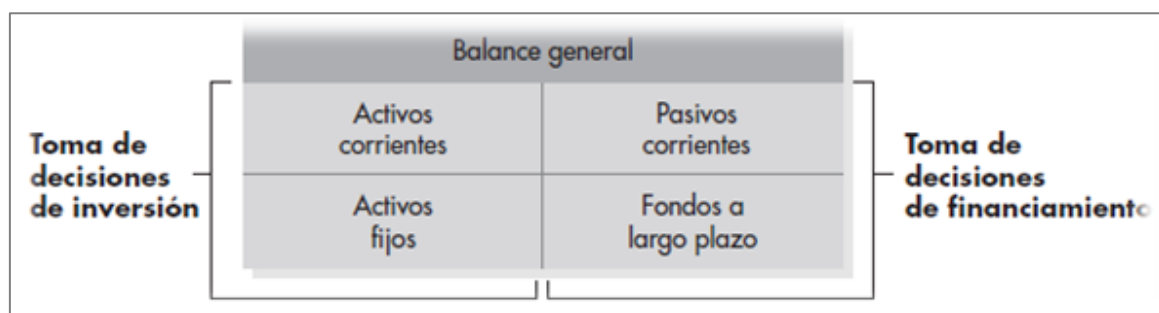 Balance general
Toma de
decisiones
de inversión
Activos
corrientes
Pasivos
corrientes
Activos
fijos
Fondos a
largo plazo
Toma de
decisiones
de financiamiento